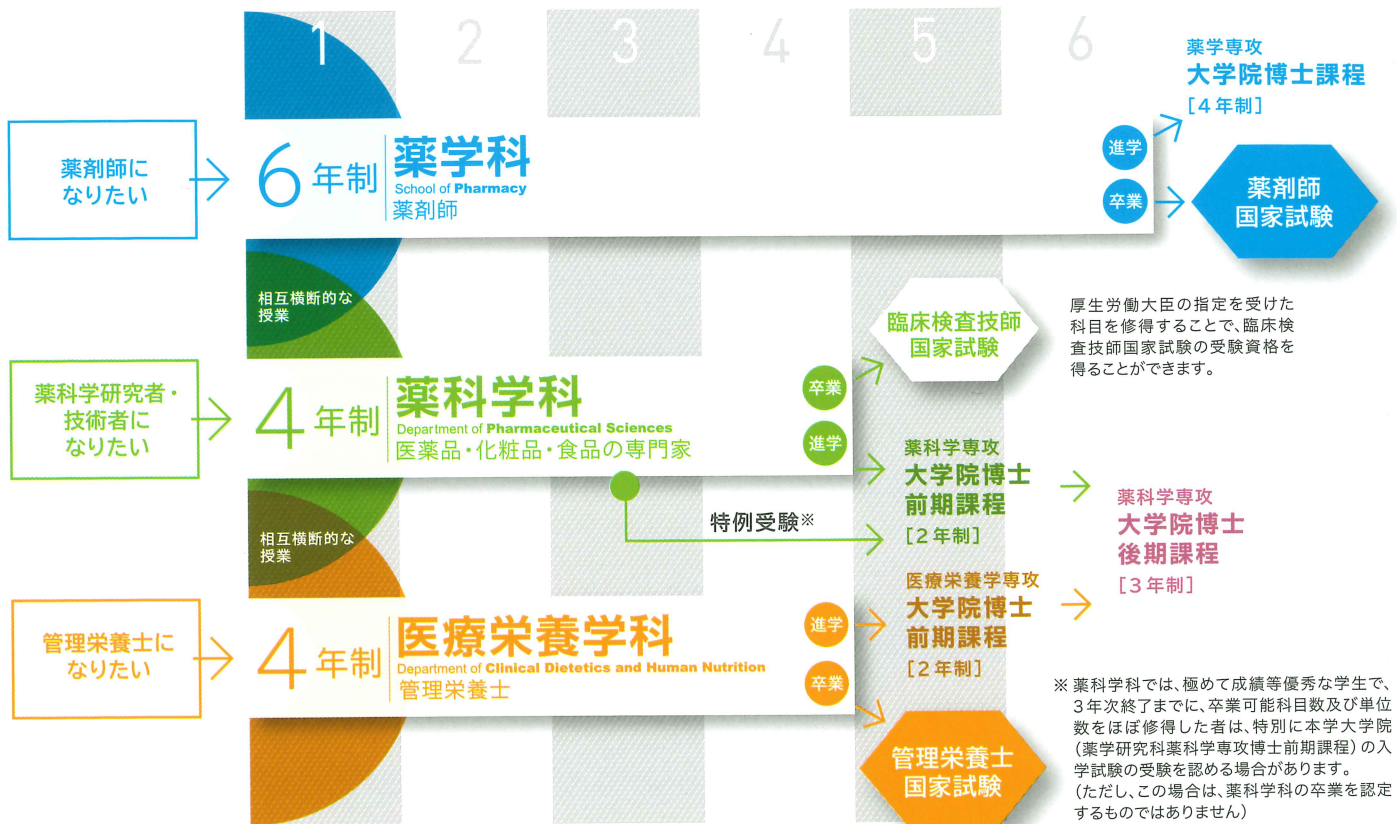 1 2 3 4 5 6
薬学専攻
大学院博士課程
[4年制]
薬剤師に
なりたい
6年制
薬学科
School of Pharmacy
薬剤師
進学
卒業
薬剤師
国家試験
相互横断的な
授業
臨床検査技師
国家試験
厚生労働大臣の指定を受けた
科目を修得することで、臨床検
査技師国家試験の受験資格を
得ることができます。
薬科学研究者・
技術者に
なりたい
4年制
薬科学科
Department of Pharmaceutical Sciences
医薬品・化粧品・食品の専門家
卒業
進学
薬科学専攻
大学院博士
前期課程
[2年制]
特例受験※
薬科学専攻
大学院博士
後期課程
[3年制]
相互横断的な
授業
管理栄養士に
なりたい
4年制
医療栄養学科
Department of Clinical Dietetics and Human Nutrition
管理栄養士
進学
卒業
医療栄養学専攻
大学院博士
前期課程
[2年制]
管理栄養士
国家試験
※薬科学科では、極めて成績等優秀な学生で、
3年次終了までに、卒業可能科目数及び単位
数をほぼ修得した者は、特別に本学大学院
(薬学研究科薬科学専攻博士前期課程)の入
学試験の受験を認める場合があります。
(ただし、この場合は、薬科学科の卒業を認定
するものではありません)